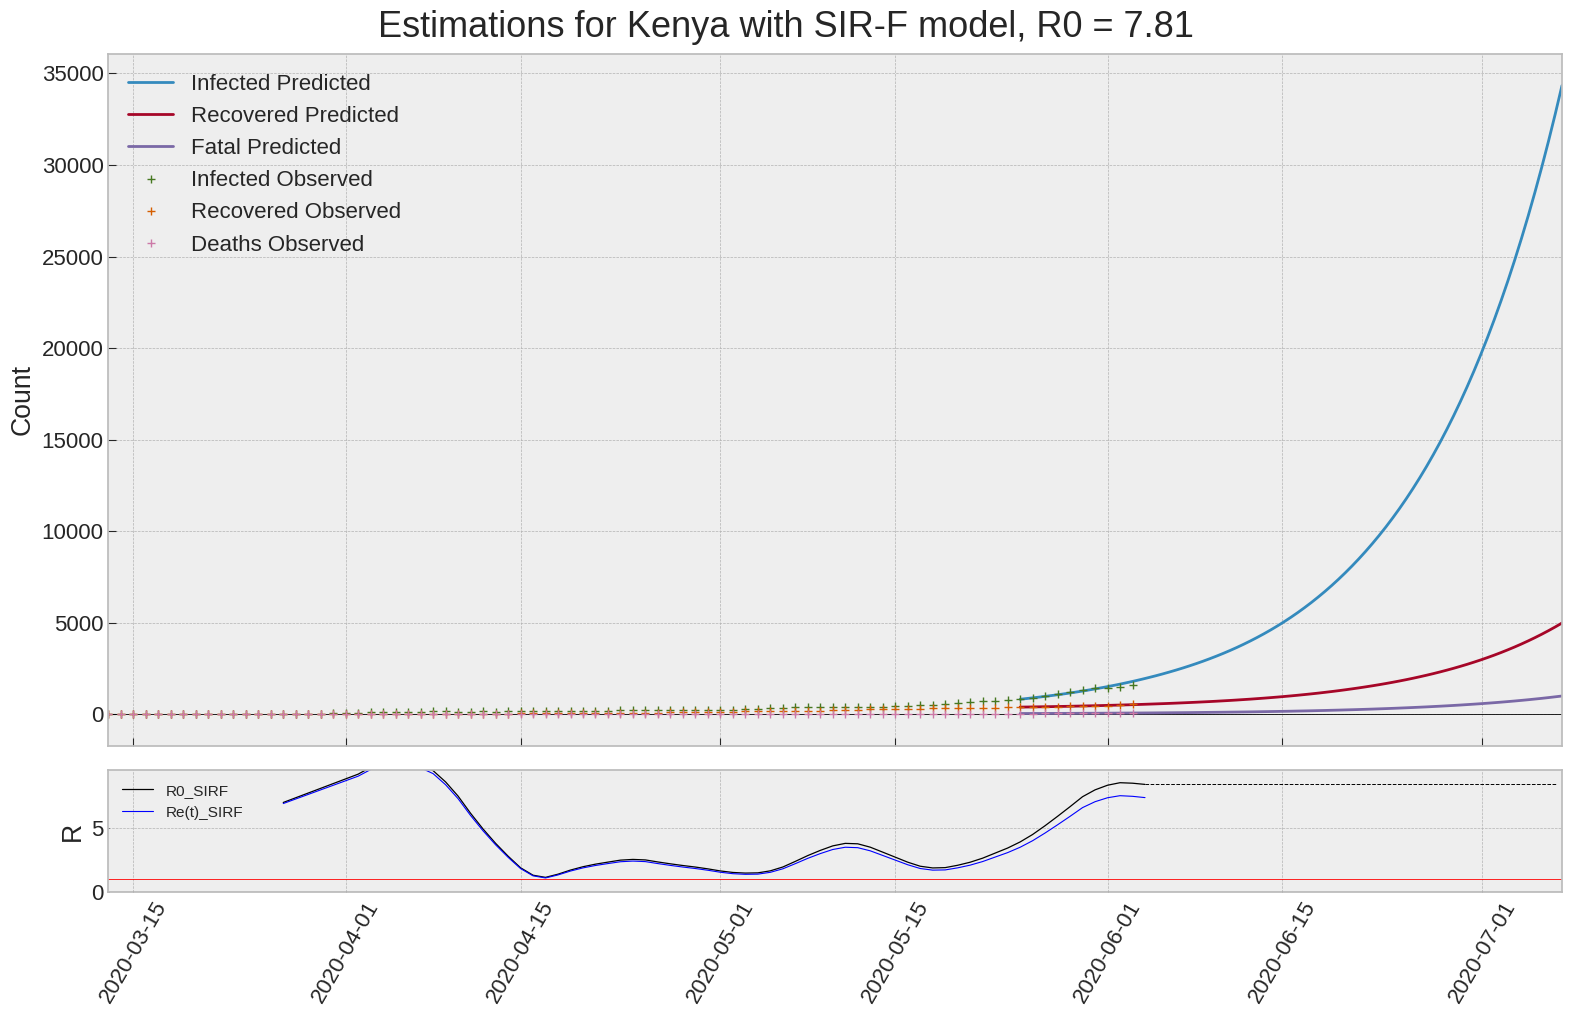 Estimations for Kenya with SIR-F model, R0 = 7.81
35000
30000
25000
20000
15000
10000
5000
0
Count
Infected Predicted
Recovered Predicted
Fatal Predicted
Infected Observed
Recovered Observed
Deaths Observed
R0_SIRF
Re(t)_SIRF
5
0
R
2020-03-15
2020-04-01
2020-04-15
2020-05-01
2020-05-15
2020-06-01
2020-06-15
2020-07-01